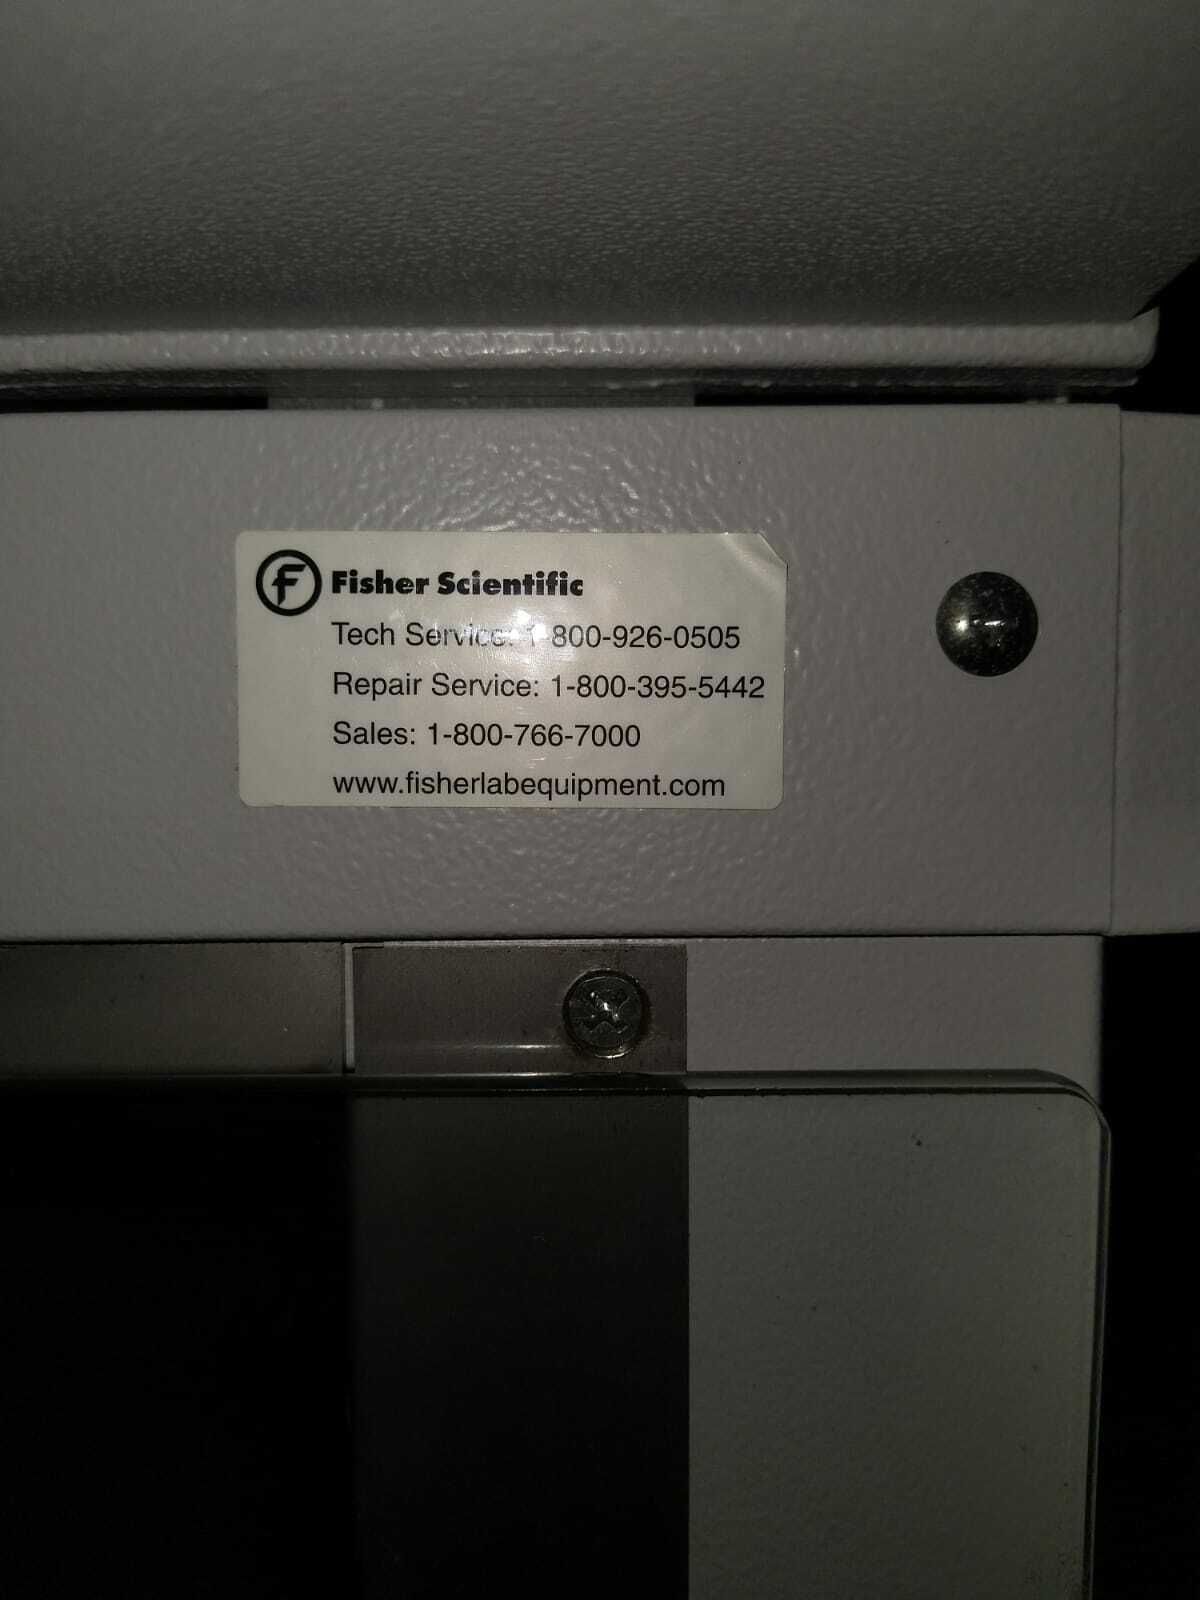 Fisher Scientific
Tech Service: 1-800-926-0505
Repair Service: 1-800-395-5442
Sales: 1-800-766-7000
www.fisherlabequipment.com